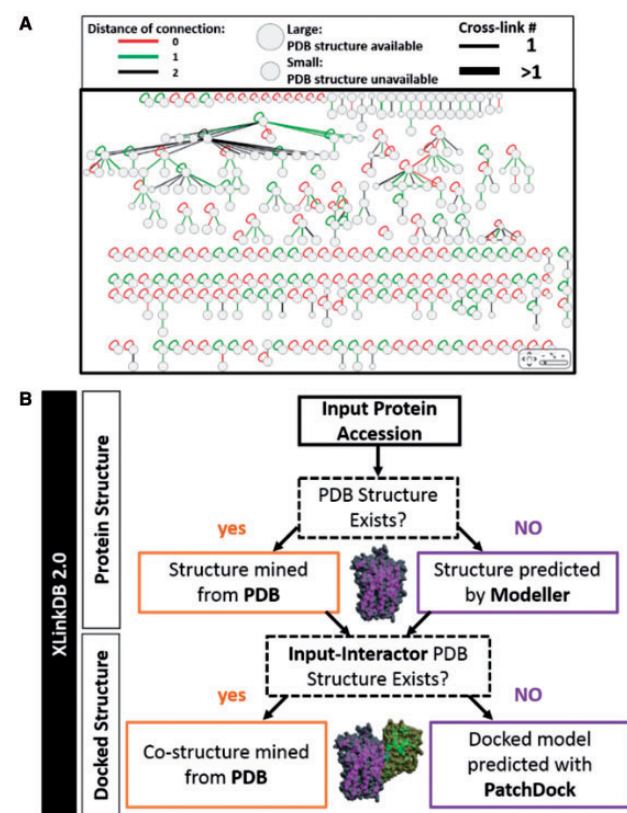 A
Distance of connection:
0
1
2
Large:
PDB structure available
Small:
PDB structure unavailable
Cross-link #
1
>1
B
XLinkDB 2.0
Protein Structure
Docked Structure
Input Protein
Accession
PDB Structure
Exists?
yes
NO
Structure mined
from PDB
Structure predicted
by Modeller
Input-Interactor PDB
Structure Exists?
yes
NO
Co-structure mined
from PDB
Docked model
predicted with
PatchDock